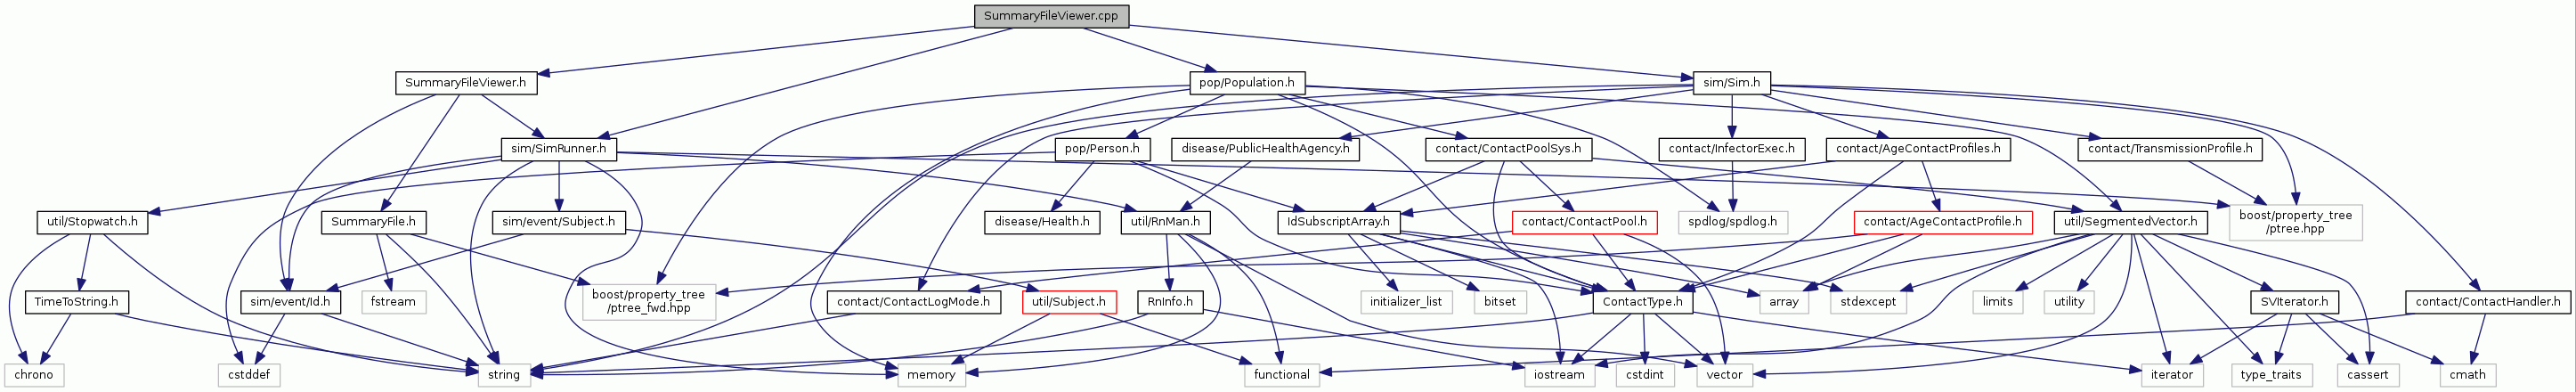 SummaryFileViewer.cpp
SummaryFileViewer.h
pop/Population.h
sim/Sim.h
sim/SimRunner.h
pop/Person.h
disease/PublicHealthAgency.h
contact/ContactPoolSys.h
contact/InfectorExec.h
contact/AgeContactProfiles.h
contact/TransmissionProfile.h
util/Stopwatch.h
SummaryFile.h
sim/event/Subject.h
disease/Health.h
util/RnMan.h
IdSubscriptArray.h
contact/ContactPool.h
spdlog/spdlog.h
contact/AgeContactProfile.h
util/SegmentedVector.h
boost/property_tree
/ptree.hpp
TimeToString.h
sim/event/Id.h
fstream
boost/property_tree
/ptree_fwd.hpp
contact/ContactLogMode.h
util/Subject.h
RnInfo.h
initializer_list
bitset
ContactType.h
array
stdexcept
limits
utility
SVIterator.h
contact/ContactHandler.h
chrono
cstddef
string
memory
functional
iostream
cstdint
vector
iterator
type_traits
cassert
cmath